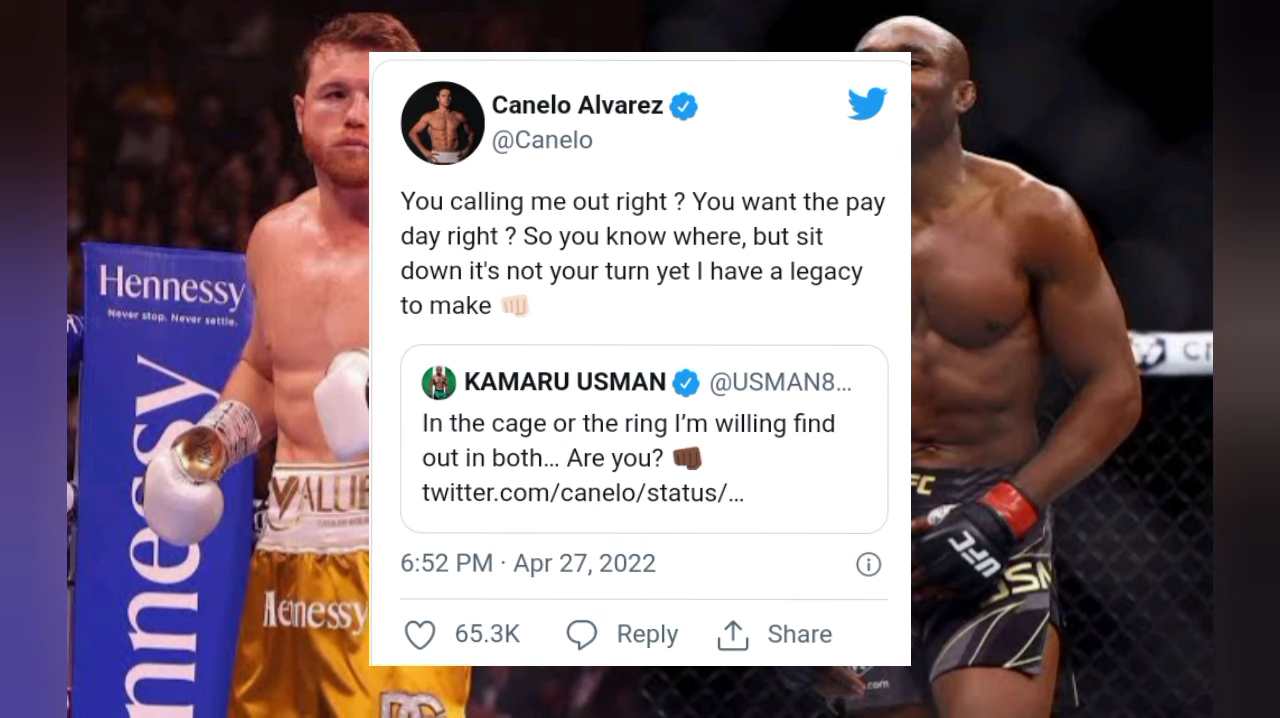 Canelo Alvarez
@Canelo
You calling me out right ? You want the pay
day right ? So you know where, but sit
down it's not your turn yet I have a legacy
to make 👊🏻
KAMARU USMAN @USMAN8...
In the cage or the ring I’m willing find
out in both... Are you? 👊🏿
twitter.com/canelo/status/...
6:52 PM · Apr 27, 2022
65.3K Reply Share
Hennessy
Never stop. Never settle.
VALUE
Hennessy
UFC
.com